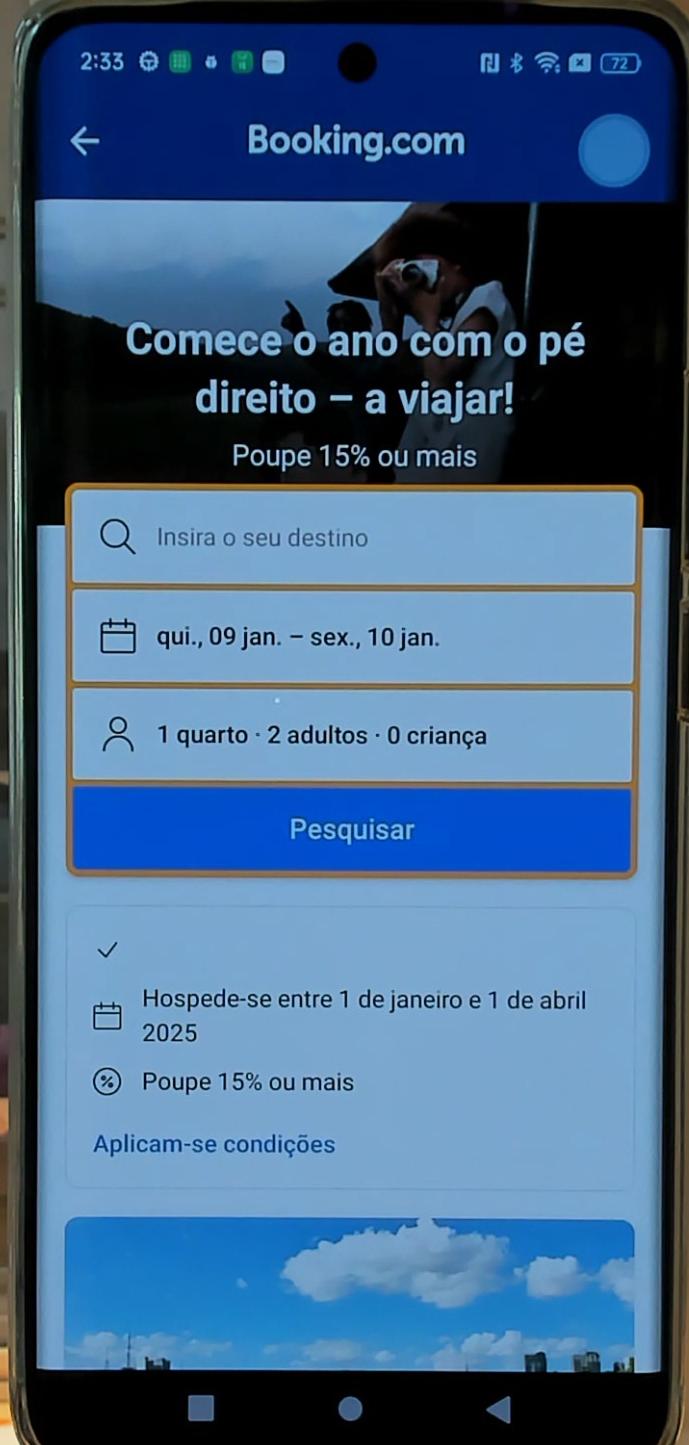 2:33
72
Booking.com
Comece o ano com o pé
direito – a viajar!
Poupe 15% ou mais
Insira o seu destino
qui., 09 jan. – sex., 10 jan.
1 quarto · 2 adultos · 0 criança
Pesquisar
Hospede-se entre 1 de janeiro e 1 de abril
2025
Poupe 15% ou mais
Aplicam-se condições